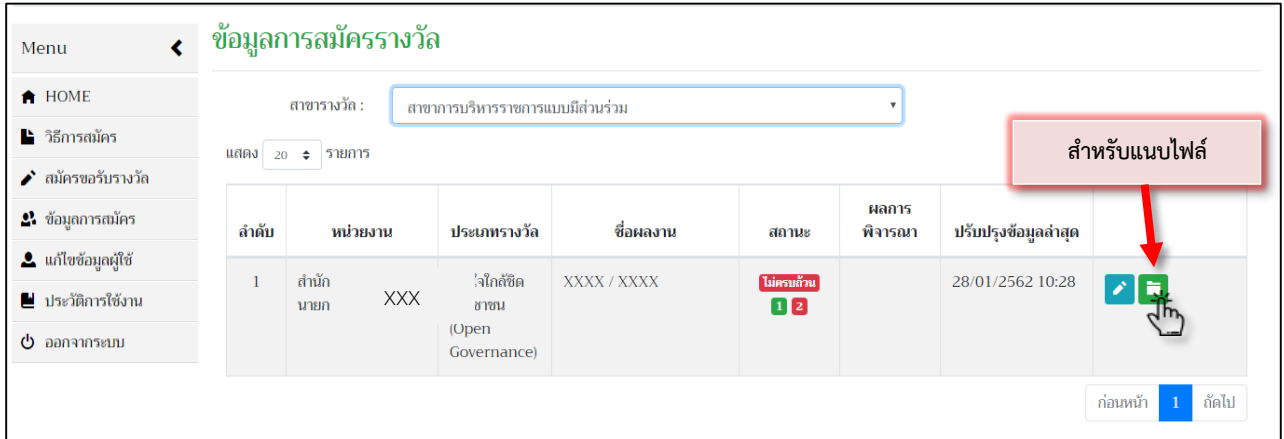 Menu
HOME
วิธีการสมัคร
สมัครขอรับรางวัล
ข้อมูลการสมัคร
แก้ไขข้อมูลผู้ใช้
ประวัติการใช้งาน
ออกจากระบบ
ข้อมูลการสมัครรางวัล
สาขารางวัล : สาขาการบริหารราชการแบบมีส่วนร่วม
แสดง 20 รายการ
สำหรับแนบไฟล์
ลำดับ หน่วยงาน ประเภทรางวัล ชื่อผลงาน สถานะ ผลการ พิจารณา ปรับปรุงข้อมูลล่าสุด
1 สำนัก ใกล้ชิด XXXX / XXXX ไม่ครบถ้วน 28/01/2562 10:28
นายก XXX ชาชน 1 2
(Open
Governance)
ก่อนหน้า 1 ถัดไป